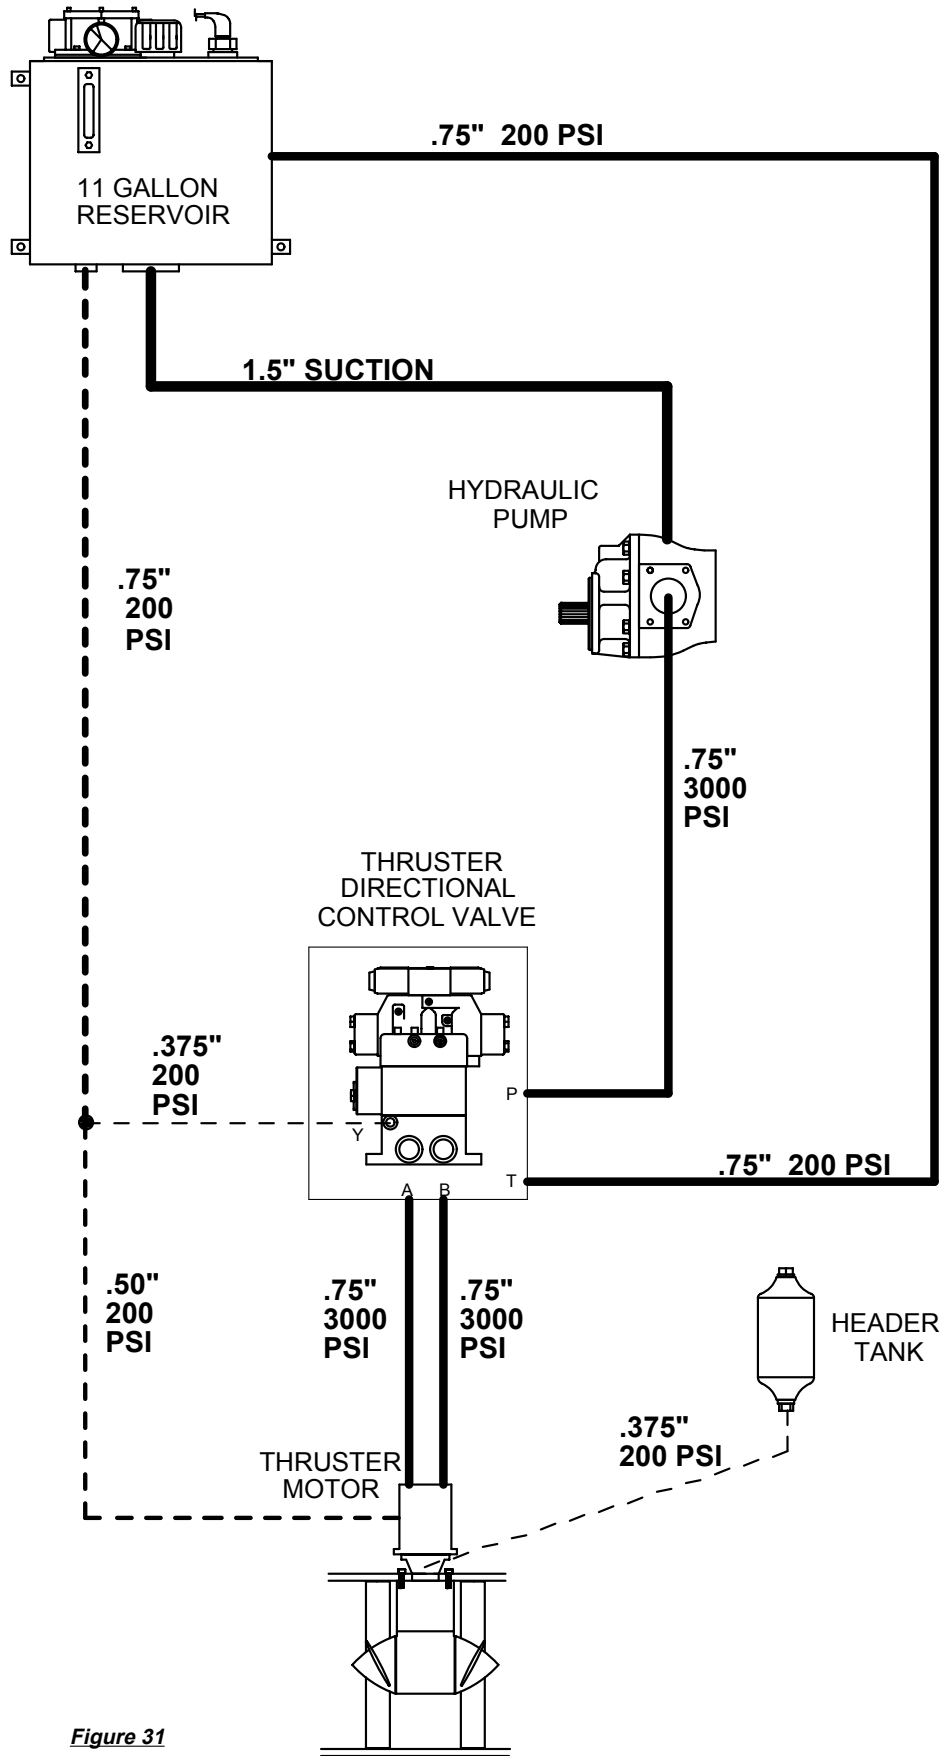 .75"  200 PSI
11 GALLON
RESERVOIR
1.5" SUCTION
HYDRAULIC
PUMP
.75"
200
PSI
.75"
3000
PSI
THRUSTER
DIRECTIONAL
CONTROL VALVE
.375"
200
PSI
P
Y
.75"  200 PSI
T
A
B
.50"
200
PSI
.75"
3000
PSI
.75"
3000
PSI
HEADER
TANK
.375"
200 PSI
THRUSTER
MOTOR
Figure 31